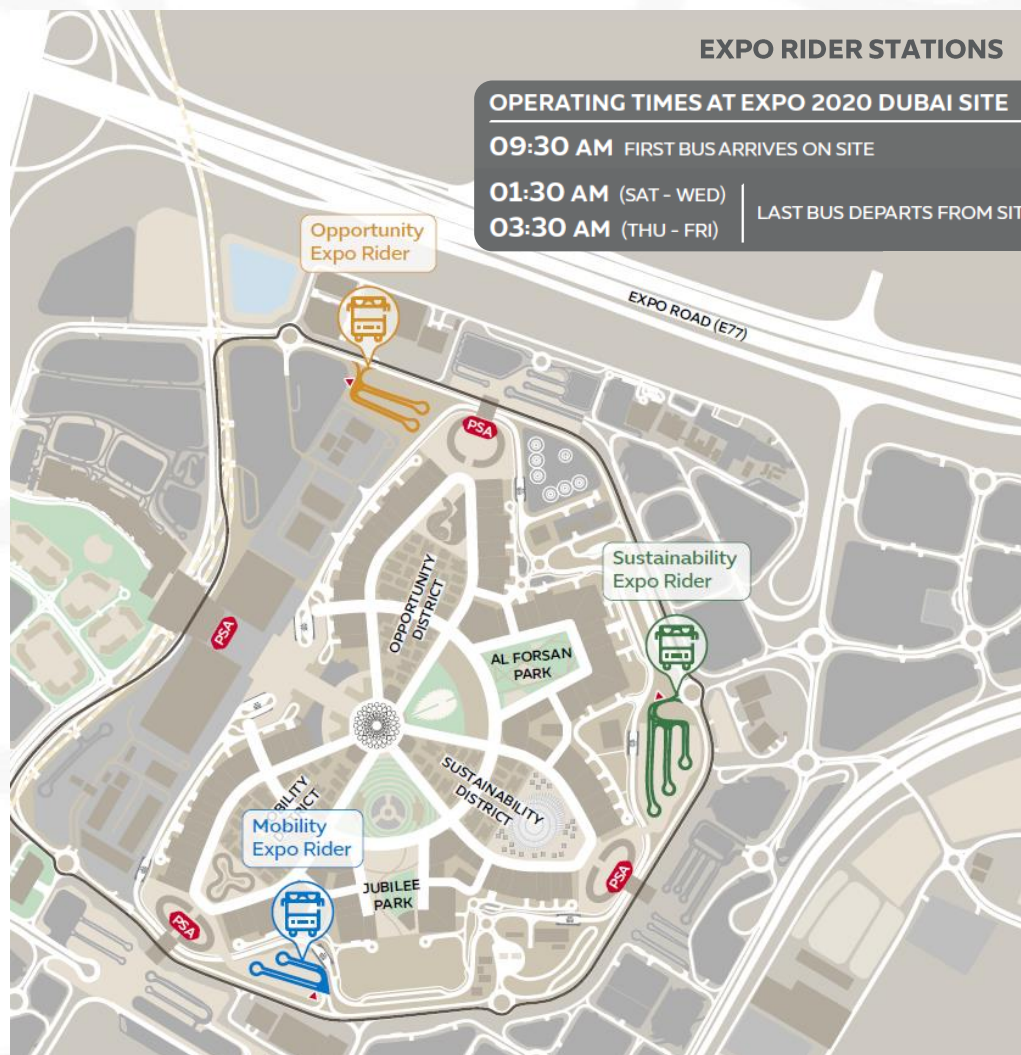 EXPO RIDER STATIONS
OPERATING TIMES AT EXPO 2020 DUBAI SITE
09:30 AM FIRST BUS ARRIVES ON SITE
01:30 AM (SAT - WED)
03:30 AM (THU - FRI)
LAST BUS DEPARTS FROM SIT
Opportunity
Expo Rider
EXPO ROAD (E77)
PSA
Sustainability
Expo Rider
OPPORTUNITY
DISTRICT
PSA
AL FORSAN
PARK
SUSTAINABILITY
DISTRICT
BILITY
TRICT
Mobility
Expo Rider
PSA
JUBILEE
PARK
PSA